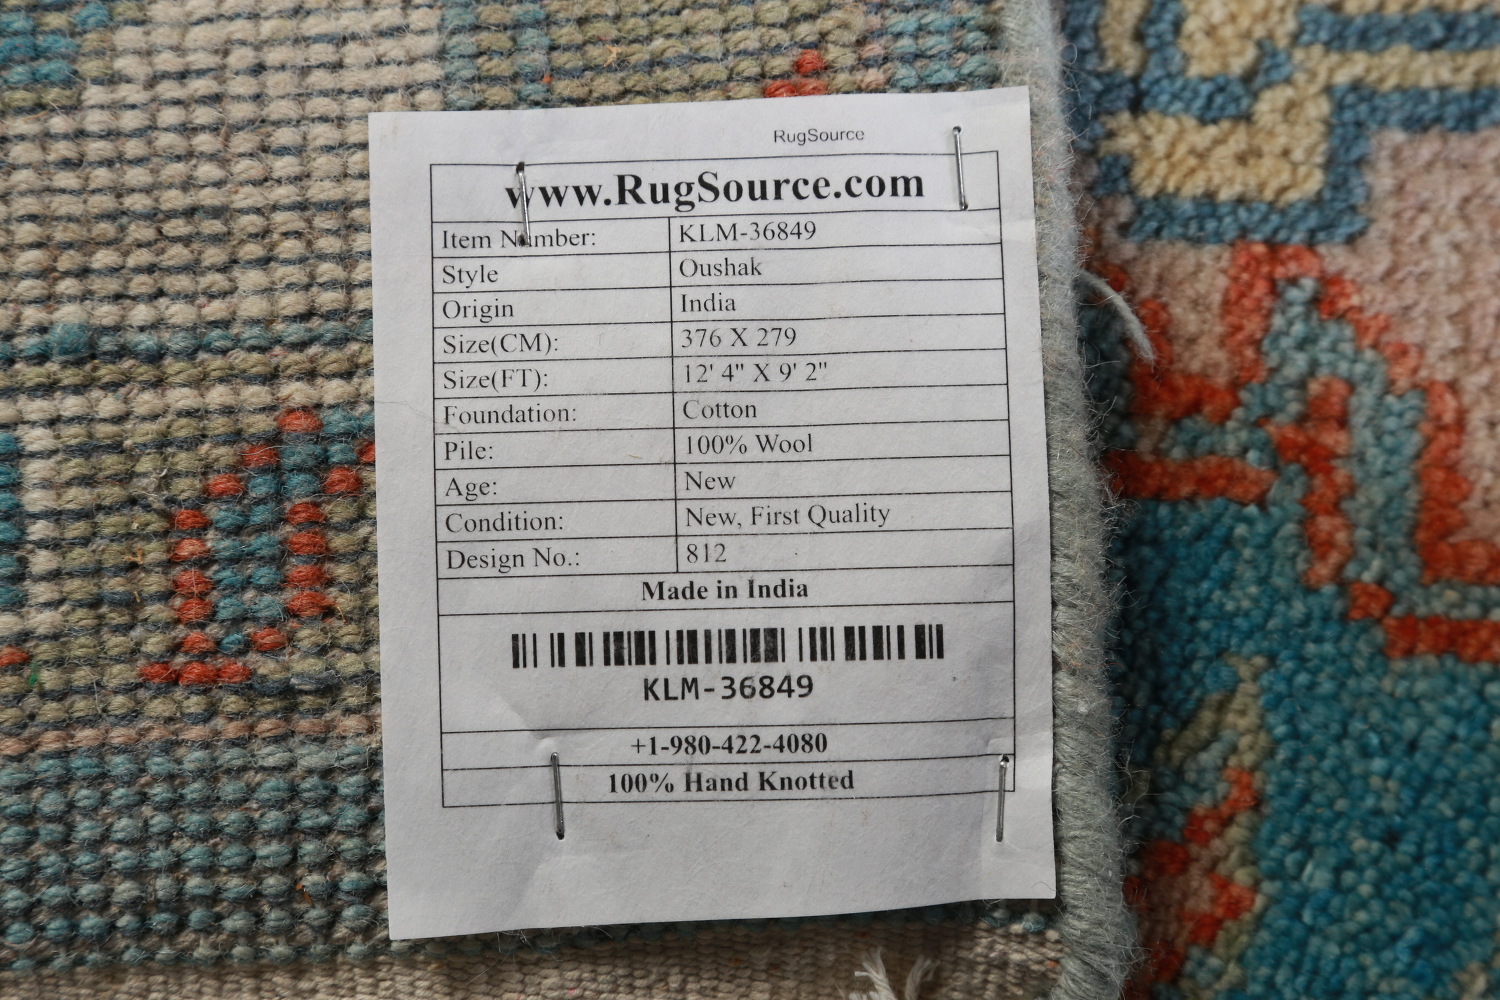 RugSource
www.RugSource.com
Item Number: KLM-36849
Style Oushak
Origin India
Size(CM): 376 X 279
Size(FT): 12' 4" X 9' 2"
Foundation: Cotton
Pile: 100% Wool
Age: New
Condition: New, First Quality
Design No.: 812
Made in India
KLM-36849
+1-980-422-4080
100% Hand Knotted